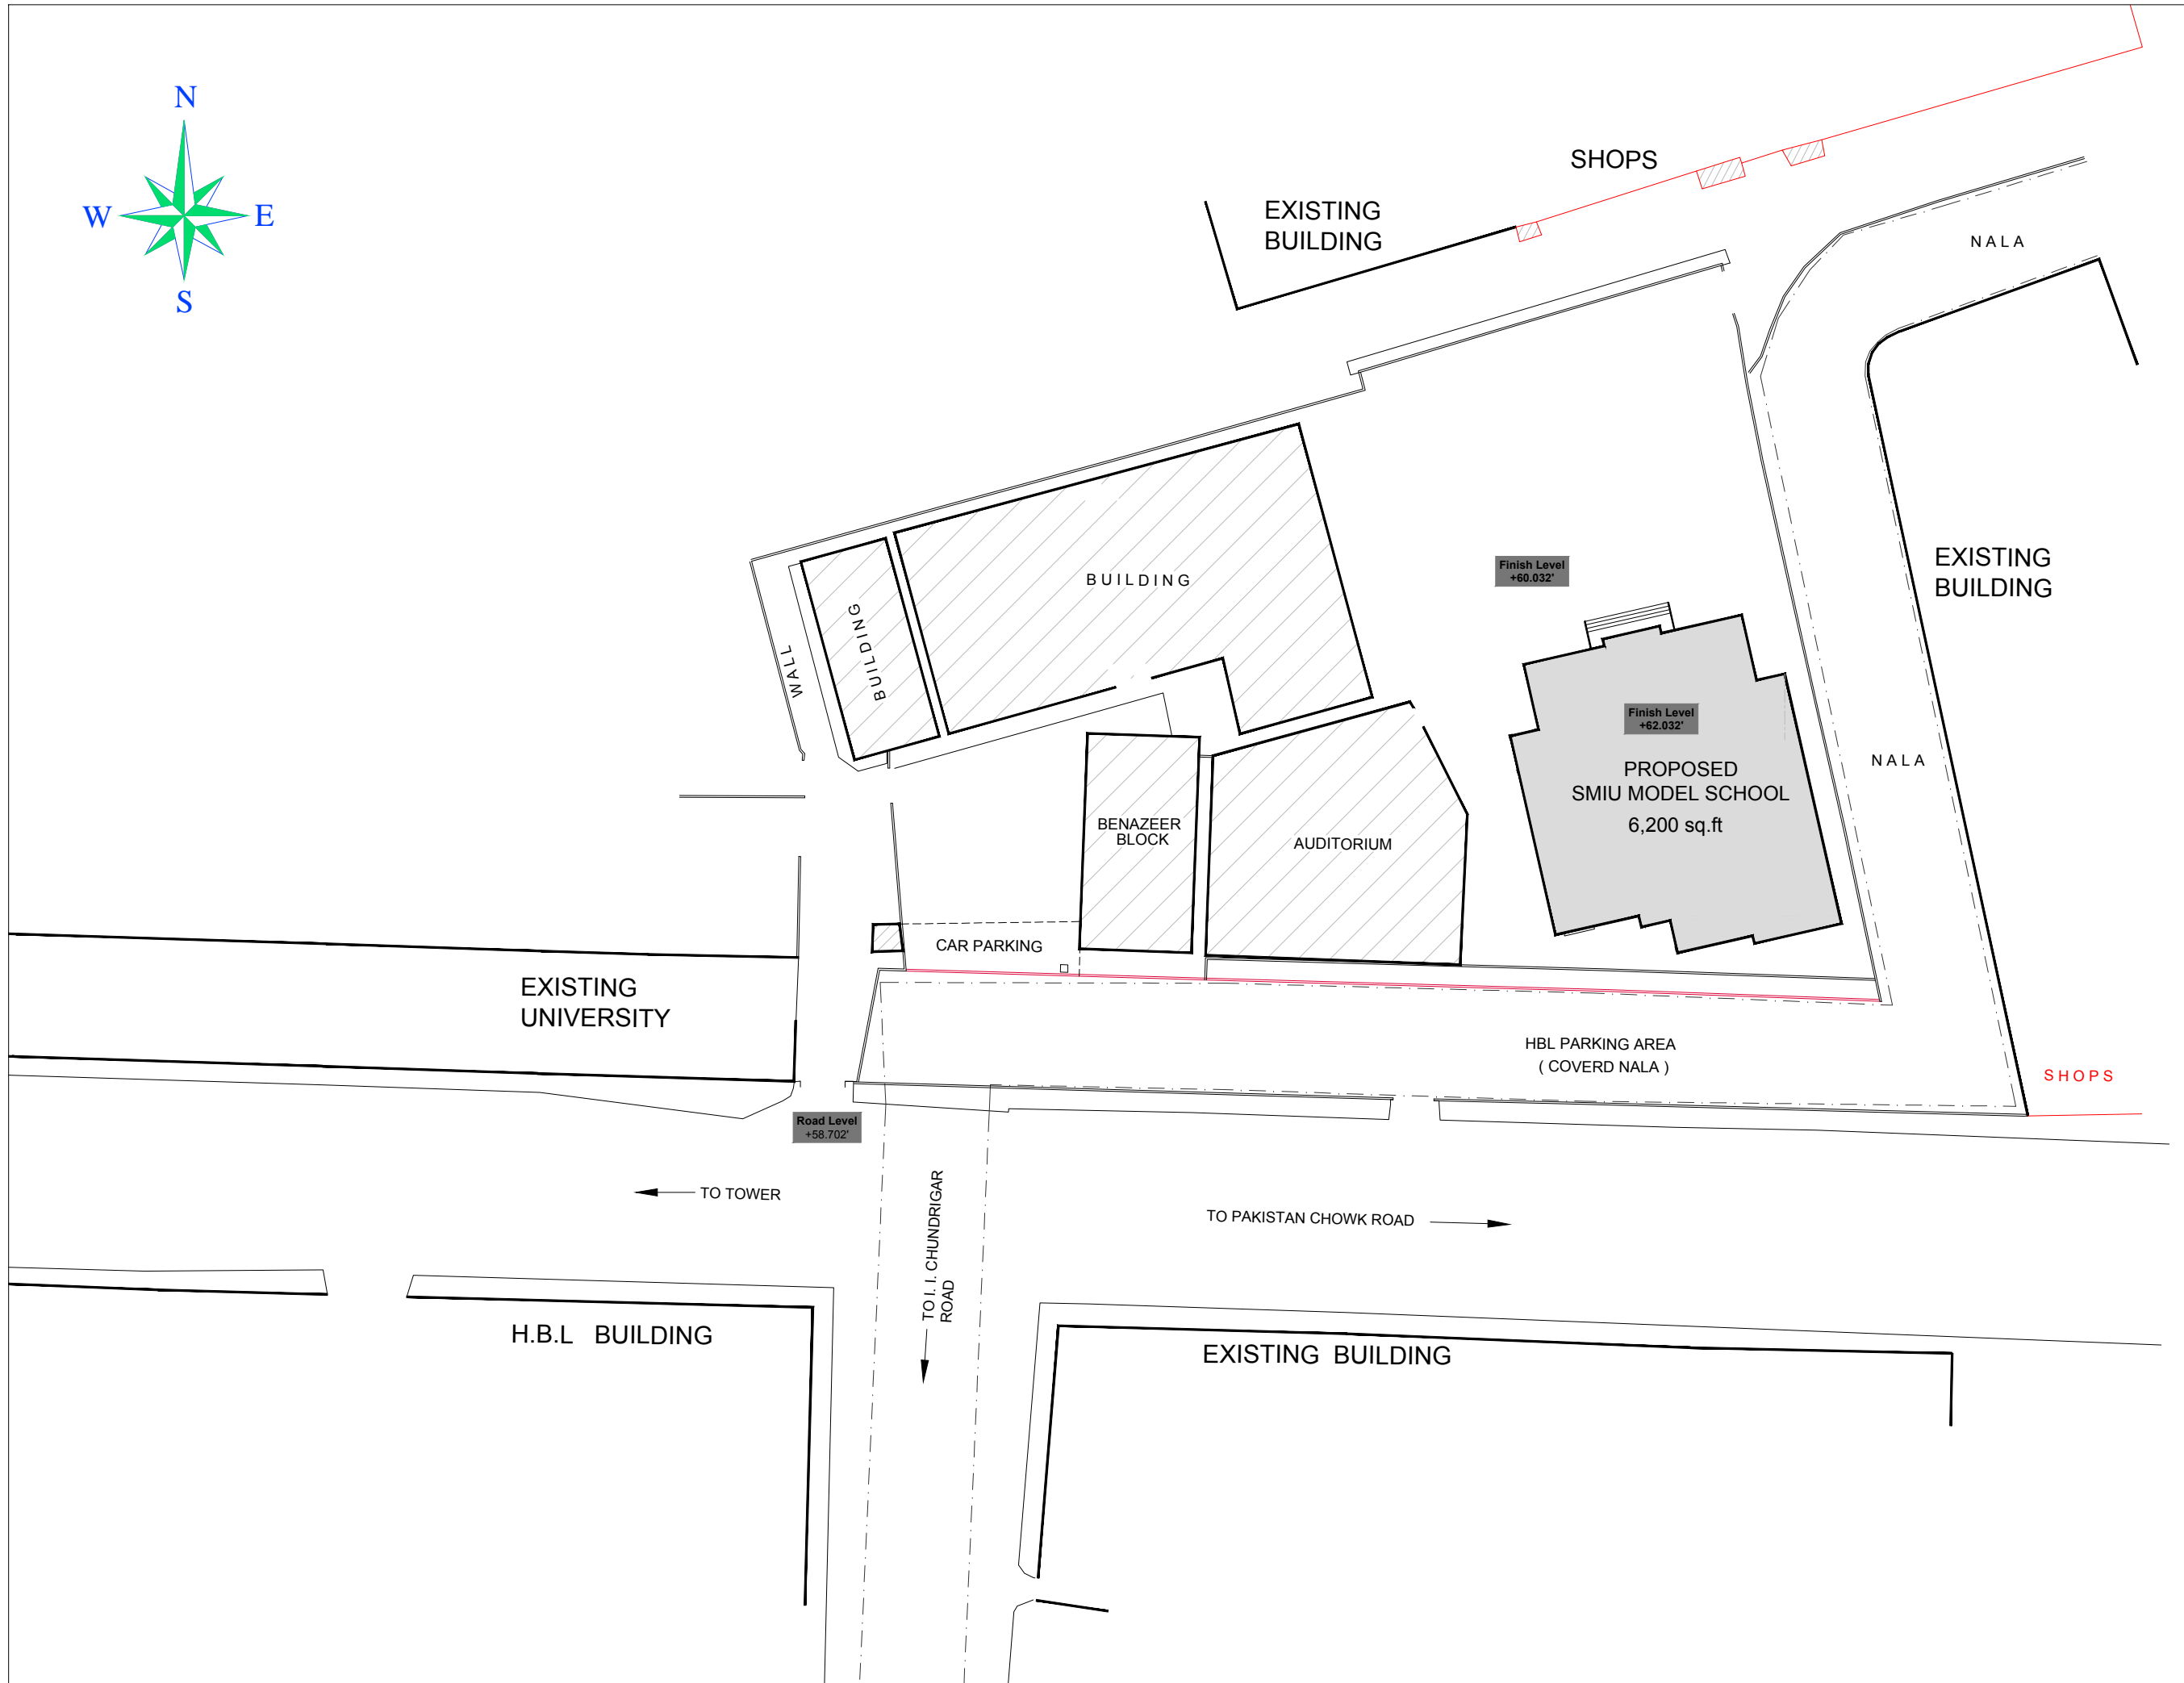 N
W
E
S
SHOPS
EXISTING
BUILDING
NALA
BUILDING
BUILDING
WALL
Finish Level
+60.032'
EXISTING
BUILDING
Finish Level
+62.032'
PROPOSED
SMIU MODEL SCHOOL
6,200 sq.ft
NALA
BENAZEER
BLOCK
AUDITORIUM
CAR PARKING
EXISTING
UNIVERSITY
HBL PARKING AREA
( COVERD NALA )
SHOPS
Road Level
+58.702'
TO TOWER
TO I. I. CHUNDRIGAR
ROAD
TO PAKISTAN CHOWK ROAD
H.B.L BUILDING
EXISTING BUILDING